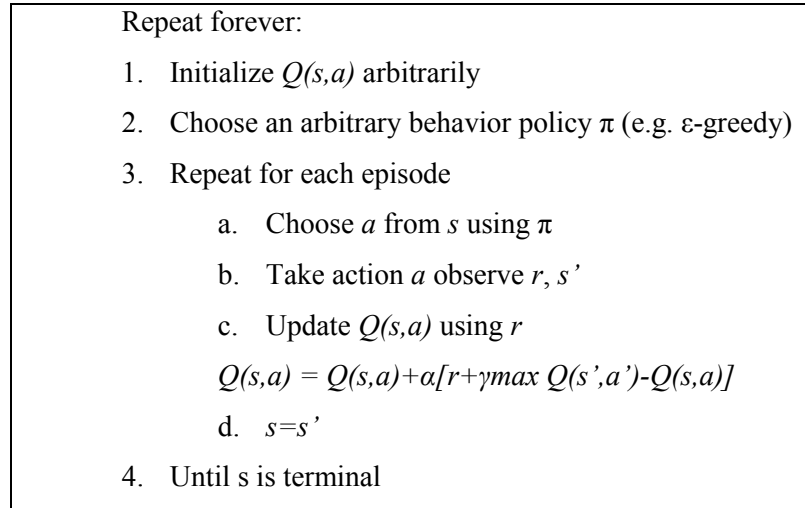 Repeat forever:
1. Initialize Q(s,a) arbitrarily
2. Choose an arbitrary behavior policy π (e.g. ε-greedy)
3. Repeat for each episode
a. Choose a from s using π
b. Take action a observe r, s’
c. Update Q(s,a) using r
Q(s,a) = Q(s,a)+α[r+γmax Q(s’,a’)-Q(s,a)]
d. s=s’
4. Until s is terminal